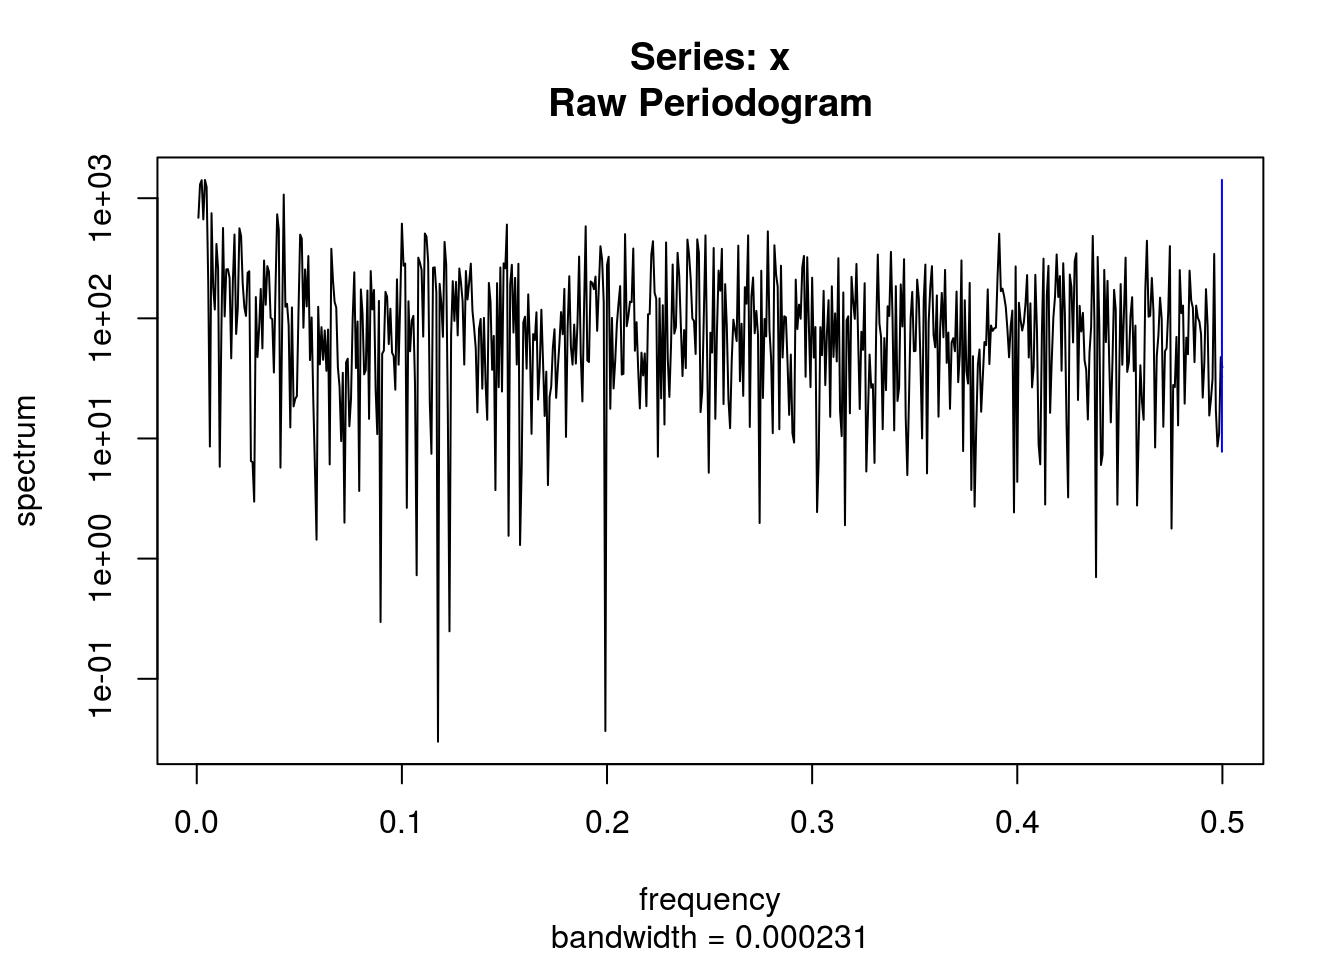 Series: x
Raw Periodogram
spectrum
1e+03
1e+02
1e+01
1e+00
1e-01
0.0 0.1 0.2 0.3 0.4 0.5
frequency
bandwidth = 0.000231